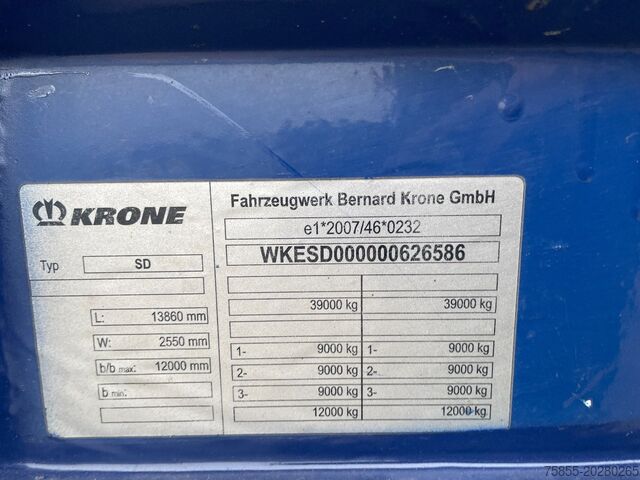 KRONE
Typ SD
L: 13860 mm
W: 2550 mm
b/b max: 12000 mm
b min:
Fahrzeugwerk Bernard Krone GmbH
e1*2007/46*0232
WKESD000000626586
39000 kg 39000 kg
1- 9000 kg 1- 9000 kg
2- 9000 kg 2- 9000 kg
3- 9000 kg 3- 9000 kg
12000 kg 12000 kg
75855-20280265